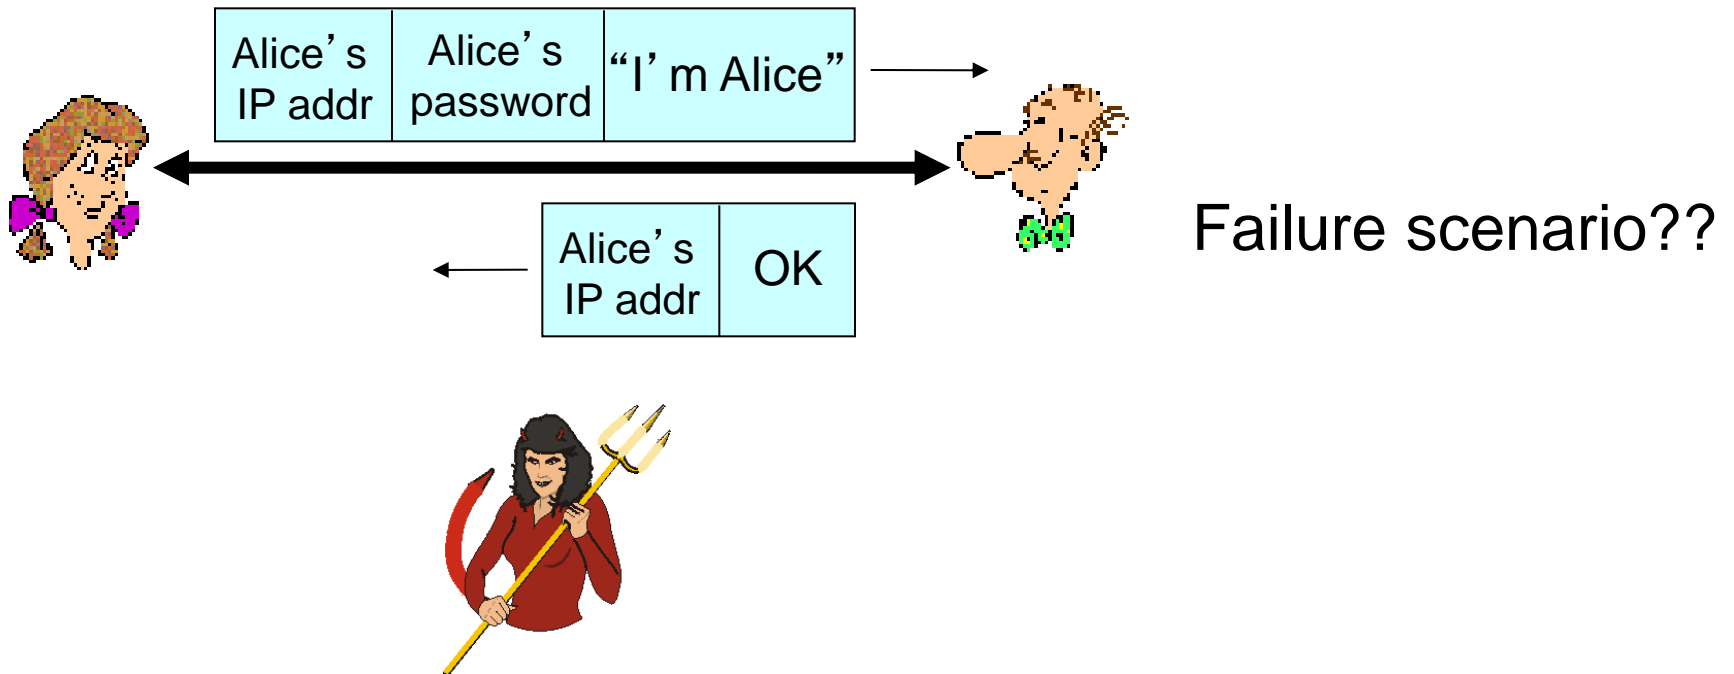 Alice’s
IP addr
Alice’s
password
“I’m Alice”
Alice’s
IP addr
OK
Failure scenario??